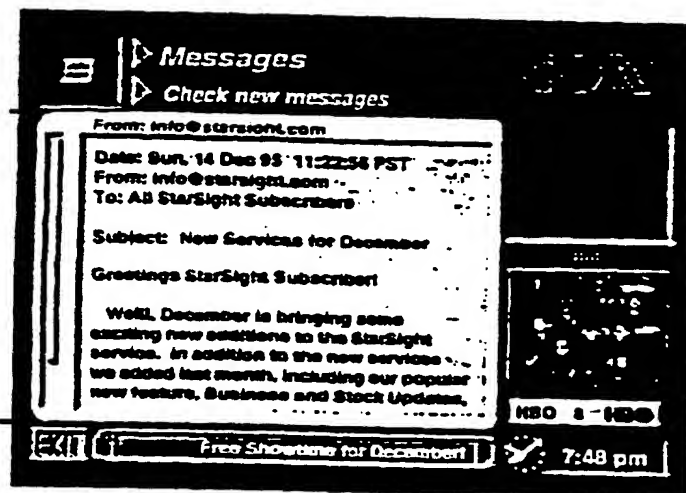 Messages
Check new messages
From: info@starsight.com
Date: Sun, 14 Dec 95 11:22:56 PST
From: info@starsight.com
To: All StarSight Subscribers
Subject: New Services for December
Greetings StarSight Subscriber!
Well, December is bringing some
exciting new additions to the StarSight
service. In addition to the new services
we added last month, including our popular
new feature, Business and Stock Updates,
HBO
EXIT
Free Showtime for December!
7:48 pm